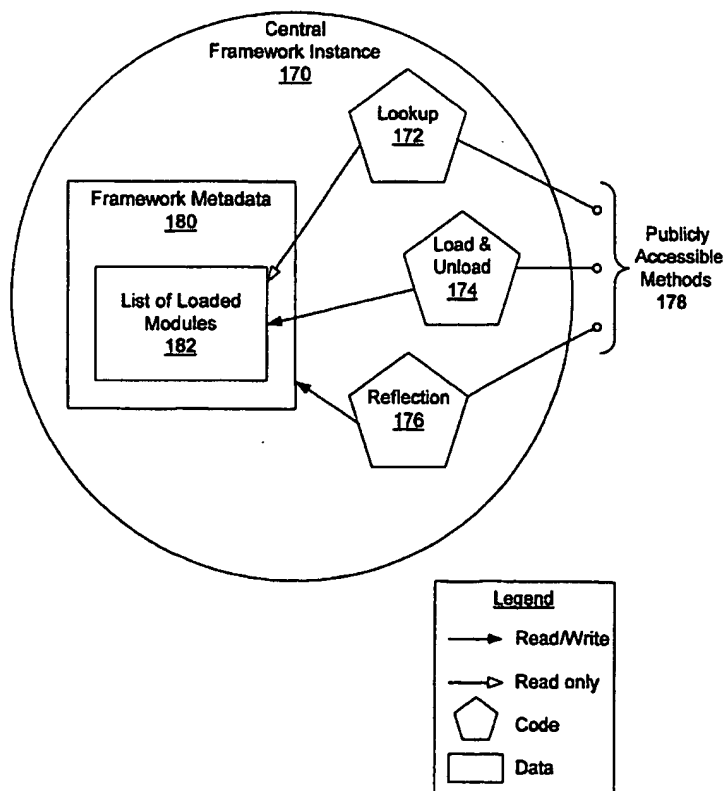 Central
Framework Instance
170
Lookup
172
Framework Metadata
180
List of Loaded
Modules
182
Load &
Unload
174
Reflection
176
Publicly
Accessible
Methods
178
Legend
Read/Write
Read only
Code
Data